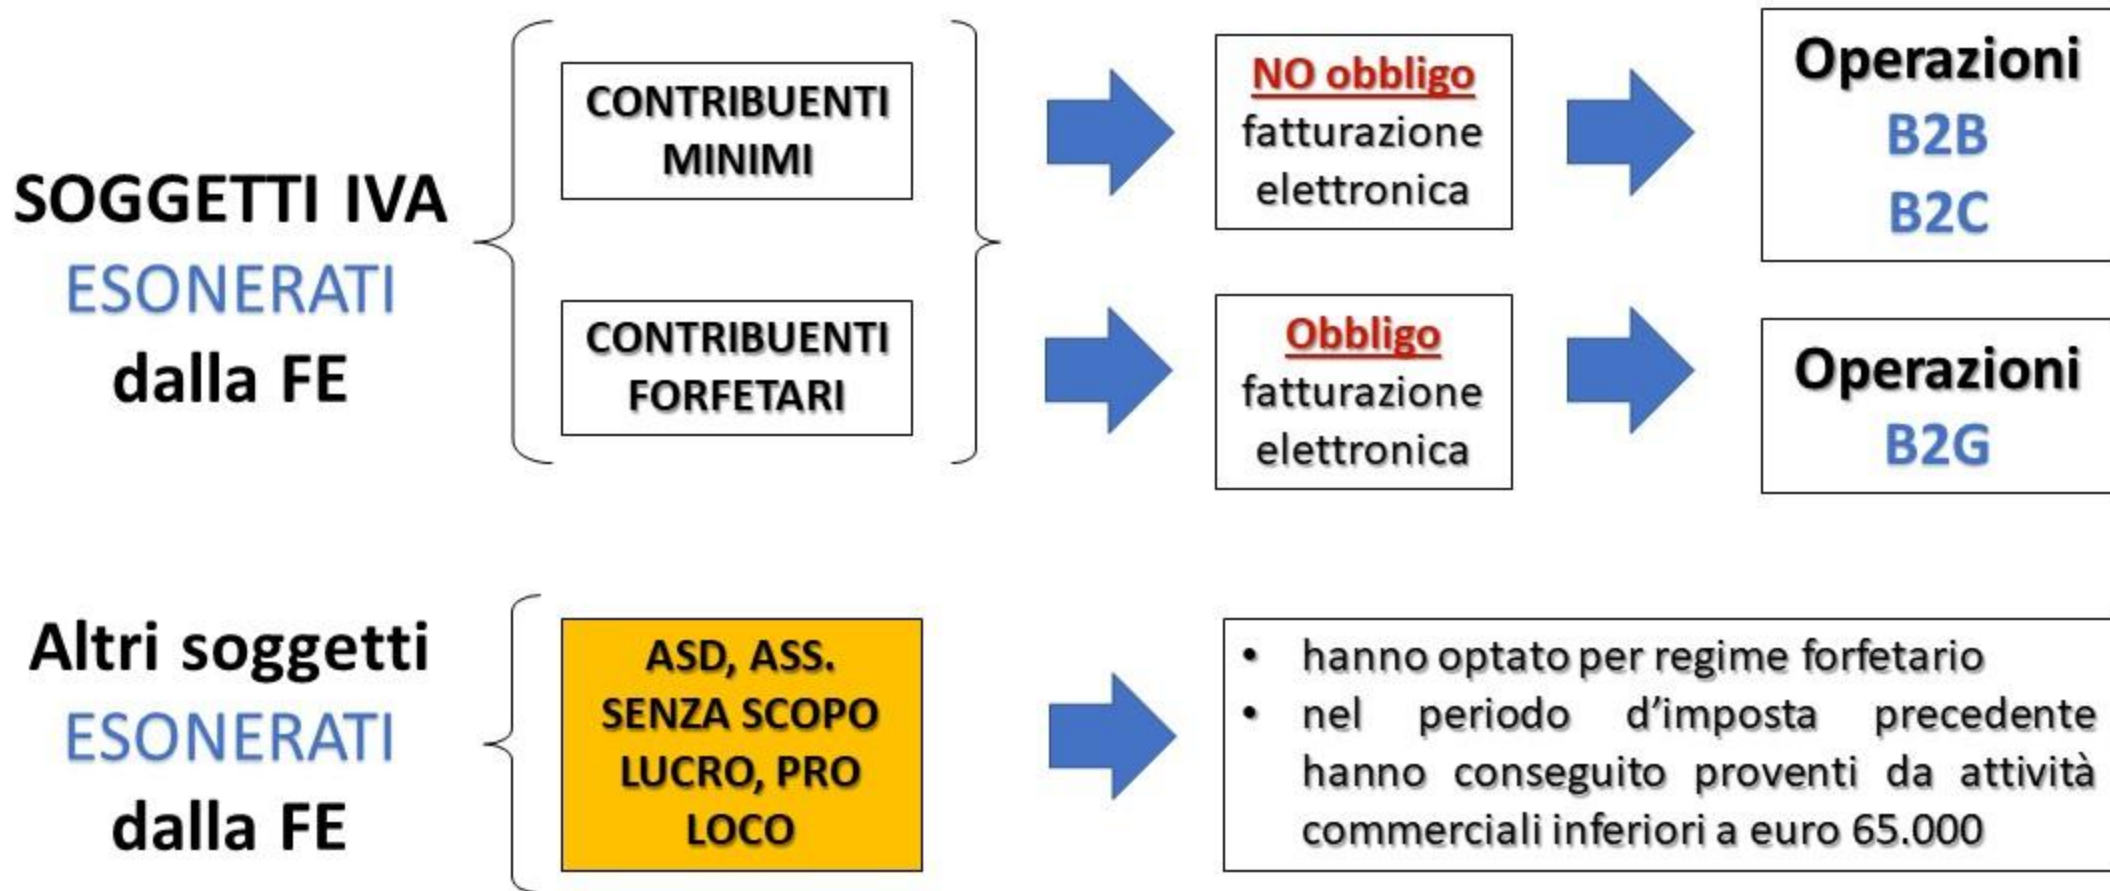 SOGGETTI IVA
ESONERATI
dalla FE
CONTRIBUENTI
MINIMI
CONTRIBUENTI
FORFETARI
NO obbligo
fatturazione
elettronica
Operazioni
B2B
B2C
Obbligo
fatturazione
elettronica
Operazioni
B2G
Altri soggetti
ESONERATI
dalla FE
ASD, ASS.
SENZA SCOPO
LUCRO, PRO
LOCO
• hanno optato per regime forfetario
• nel periodo d'imposta precedente
hanno conseguito proventi da attività
commerciali inferiori a euro 65.000